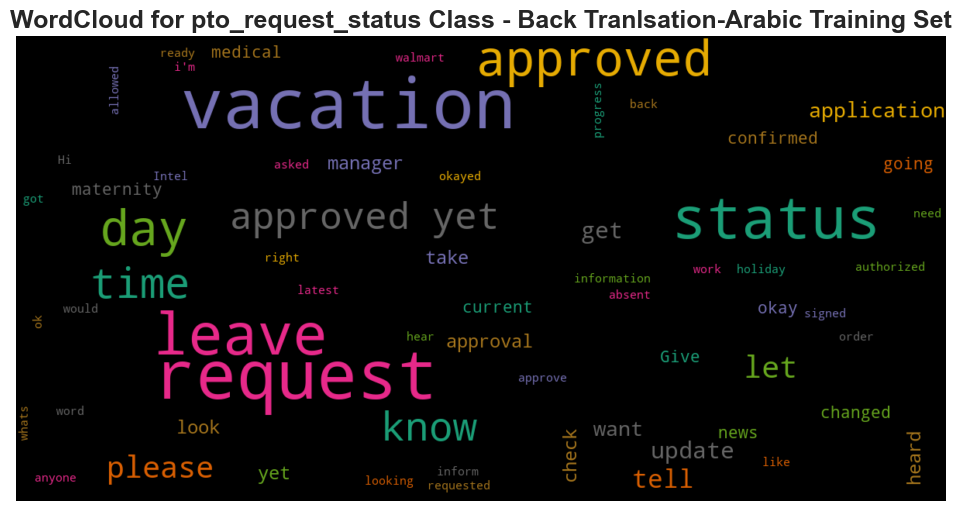 WordCloud for pto_request_status Class - Back Tranlsation-Arabic Training Set
ready
medical
walmart
approved
i'm
allowed
vacation
progress
back
application
confirmed
Hi
asked
manager
okayed
going
Intel
maternity
got
day
approved yet
get
status
need
right
take
time
information
work
holiday
authorized
latest
absent
would
current
okay
signed
ok
leave
hear
approval
order
request
Give
let
approve
word
know
changed
whats
look
want
news
check
update
heard
please
yet
like
anyone
looking
inform
tell
requested